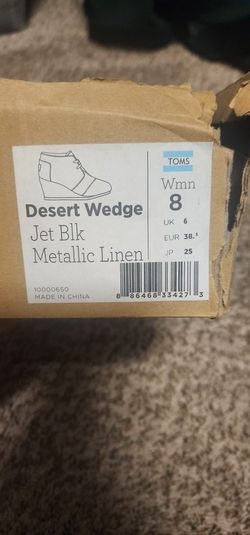 TOMS
Wmn
8
Desert Wedge
UK 6
Jet Blk
EUR 38.5
Metallic Linen
JP 25
10000650
MADE IN CHINA
8 86468 33427 3